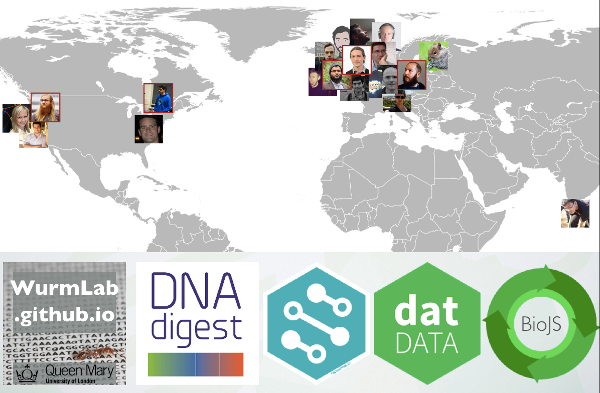 WurmLab
.github.io
Queen Mary
University of London
DNA
digest
dat
DATA
BioJS